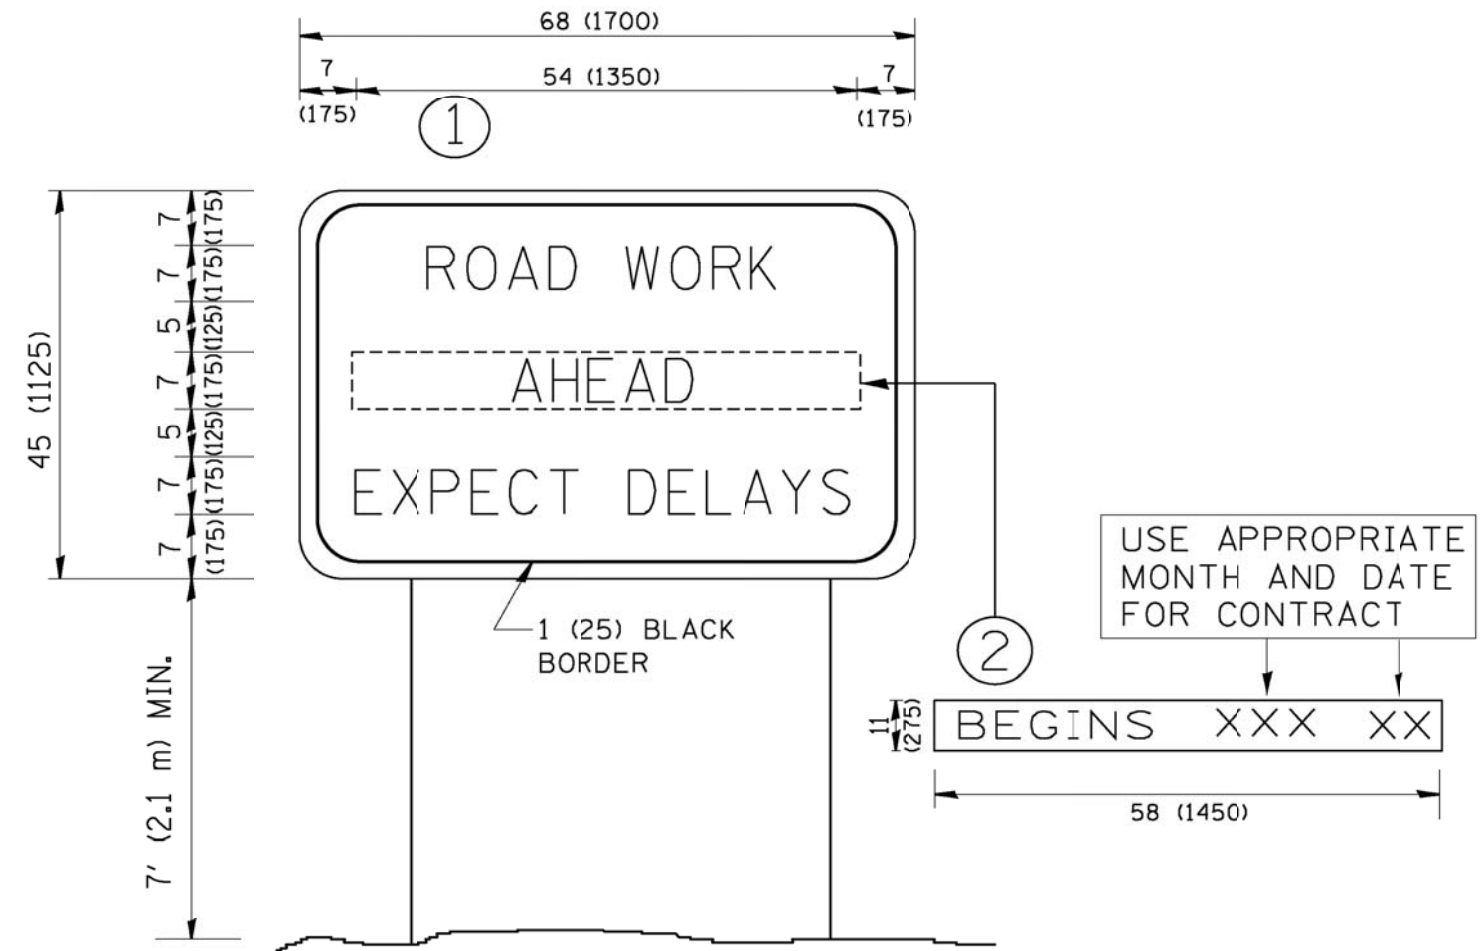 68 (1700)
7
54 (1350)
7
(175)
(175)
1
45 (1125)
7
(175)
7
(175)
5
(125)
7
(175)
5
(125)
7
(175)
7
(175)
ROAD WORK
AHEAD
EXPECT DELAYS
1 (25) BLACK
BORDER
7' (2.1 m) MIN.
2
USE APPROPRIATE
MONTH AND DATE
FOR CONTRACT
11
(275)
BEGINS XXX XX
58 (1450)